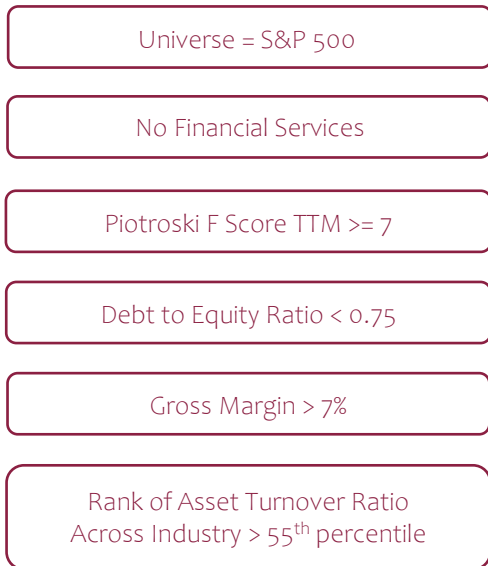 Universe = S&P 500
No Financial Services
Piotroski F Score TTM >= 7
Debt to Equity Ratio < 0.75
Gross Margin > 7%
Rank of Asset Turnover Ratio
Across Industry > 55th percentile